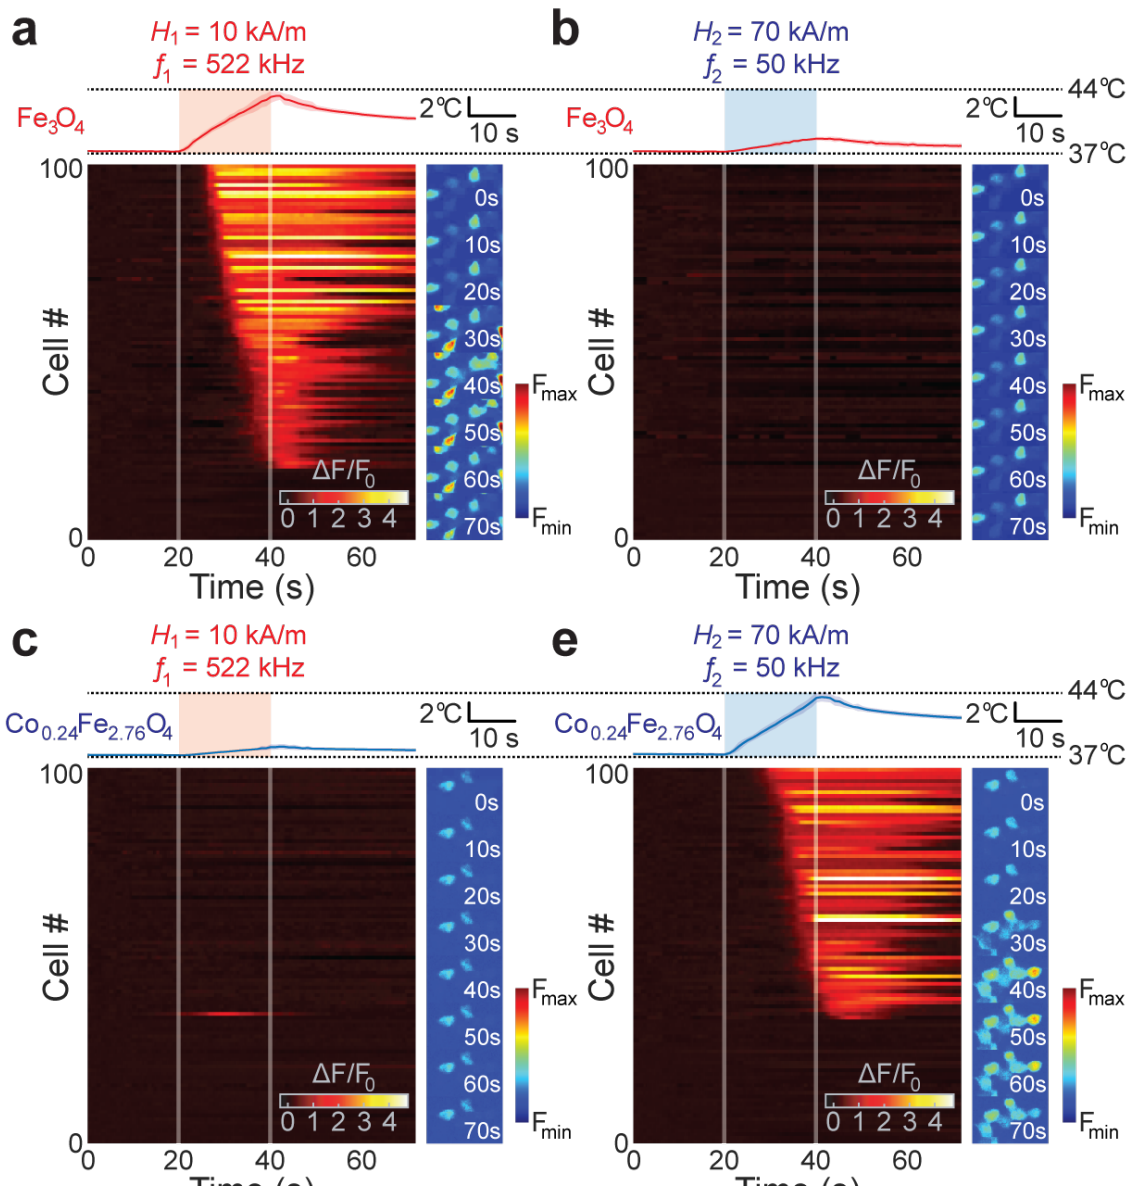 a
H1 = 10 kA/m
f1 = 522 kHz
Fe3O4
2°C
10 s
100
Cell #
0
0s
10s
20s
30s
40s
50s
60s
70s
Fmax
Fmin
ΔF/F0
0 1 2 3 4
0 20 40 60
Time (s)
b
H2 = 70 kA/m
f2 = 50 kHz
Fe3O4
2°C
10 s
44°C
37°C
100
Cell #
0
0s
10s
20s
30s
40s
50s
60s
70s
Fmax
Fmin
ΔF/F0
0 1 2 3 4
0 20 40 60
Time (s)
c
H1 = 10 kA/m
f1 = 522 kHz
Co0.24Fe2.76O4
2°C
10 s
100
Cell #
0
0s
10s
20s
30s
40s
50s
60s
70s
Fmax
Fmin
ΔF/F0
0 1 2 3 4
0 20 40 60
Time (s)
e
H2 = 70 kA/m
f2 = 50 kHz
Co0.24Fe2.76O4
2°C
10 s
44°C
37°C
100
Cell #
0
0s
10s
20s
30s
40s
50s
60s
70s
Fmax
Fmin
ΔF/F0
0 1 2 3 4
0 20 40 60
Time (s)